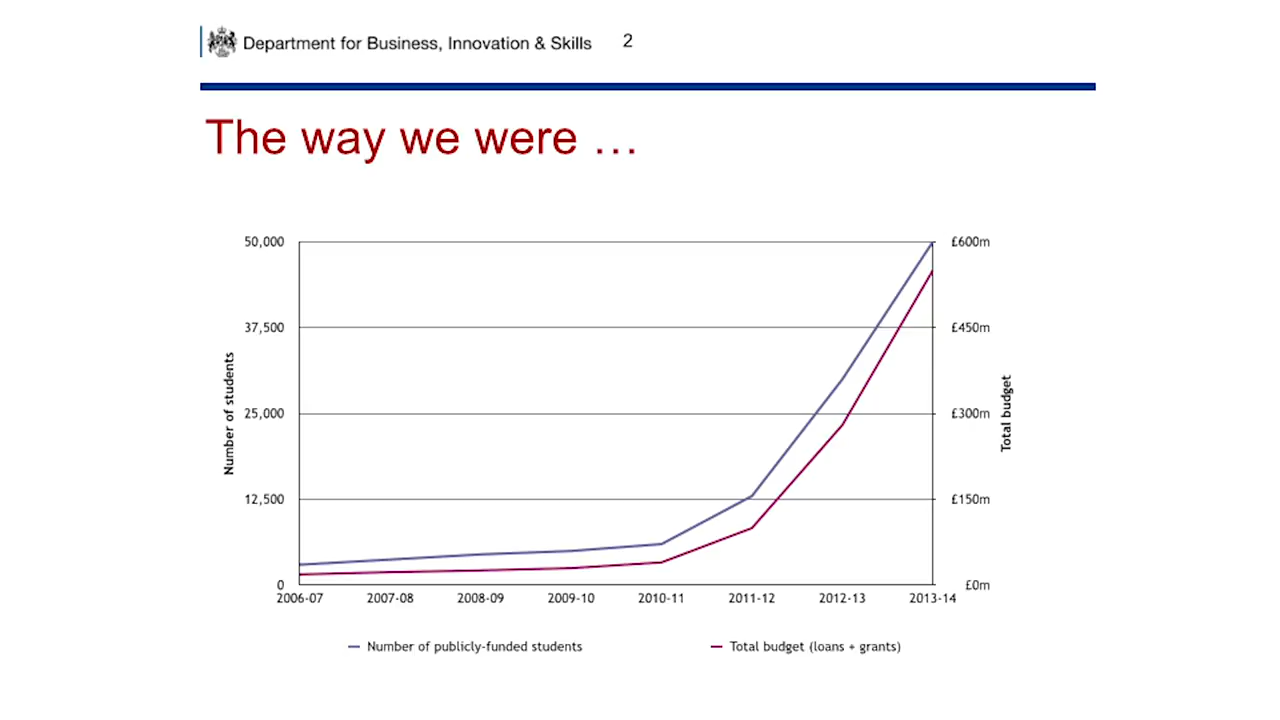 Department for Business, Innovation & Skills 2
The way we were …
50,000 £600m
37,500 £450m
Number of students
25,000 £300m
Total budget
12,500 £150m
0 £0m
2006-07 2007-08 2008-09 2009-10 2010-11 2011-12 2012-13 2013-14
Number of publicly-funded students Total budget (loans + grants)